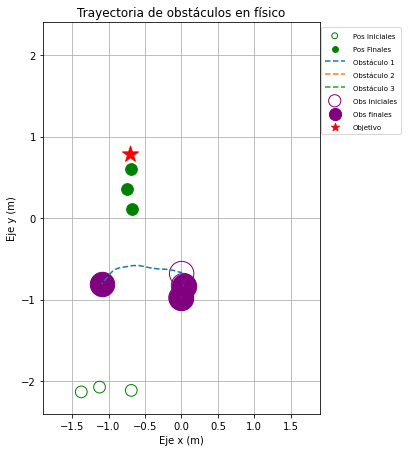 Trayectoria de obstáculos en físico
Pos Iniciales
Pos Finales
Obstáculo 1
Obstáculo 2
Obstáculo 3
Obs Iniciales
Obs finales
Objetivo
Eje y (m)
2
1
0
−1
−2
−1.5
−1.0
−0.5
0.0
0.5
1.0
1.5
Eje x (m)